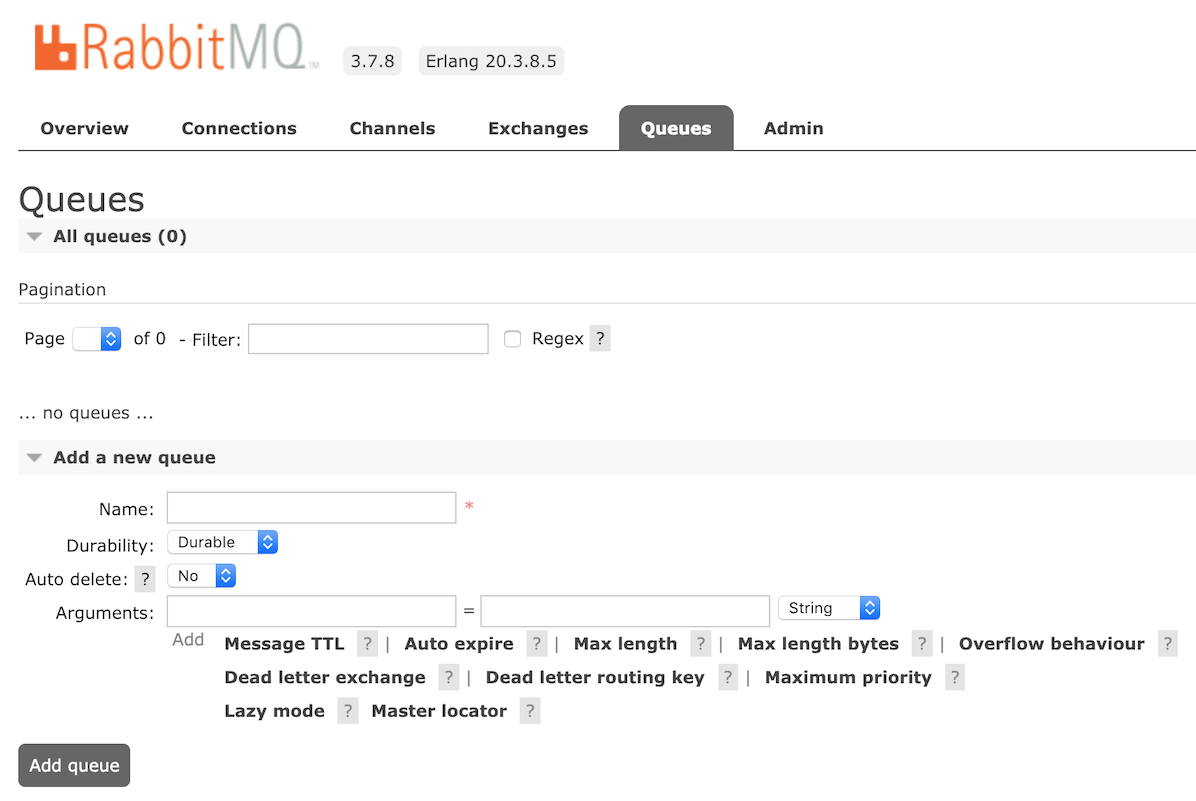 RabbitMQ™ 3.7.8 Erlang 20.3.8.5
Overview Connections Channels Exchanges Queues Admin
Queues
All queues (0)
Pagination
Page of 0 - Filter: Regex ?
... no queues ...
Add a new queue
Name: *
Durability: Durable
Auto delete: ? No
Arguments: = String
Add Message TTL ? | Auto expire ? | Max length ? | Max length bytes ? | Overflow behaviour ?
Dead letter exchange ? | Dead letter routing key ? | Maximum priority ?
Lazy mode ? Master locator ?
Add queue